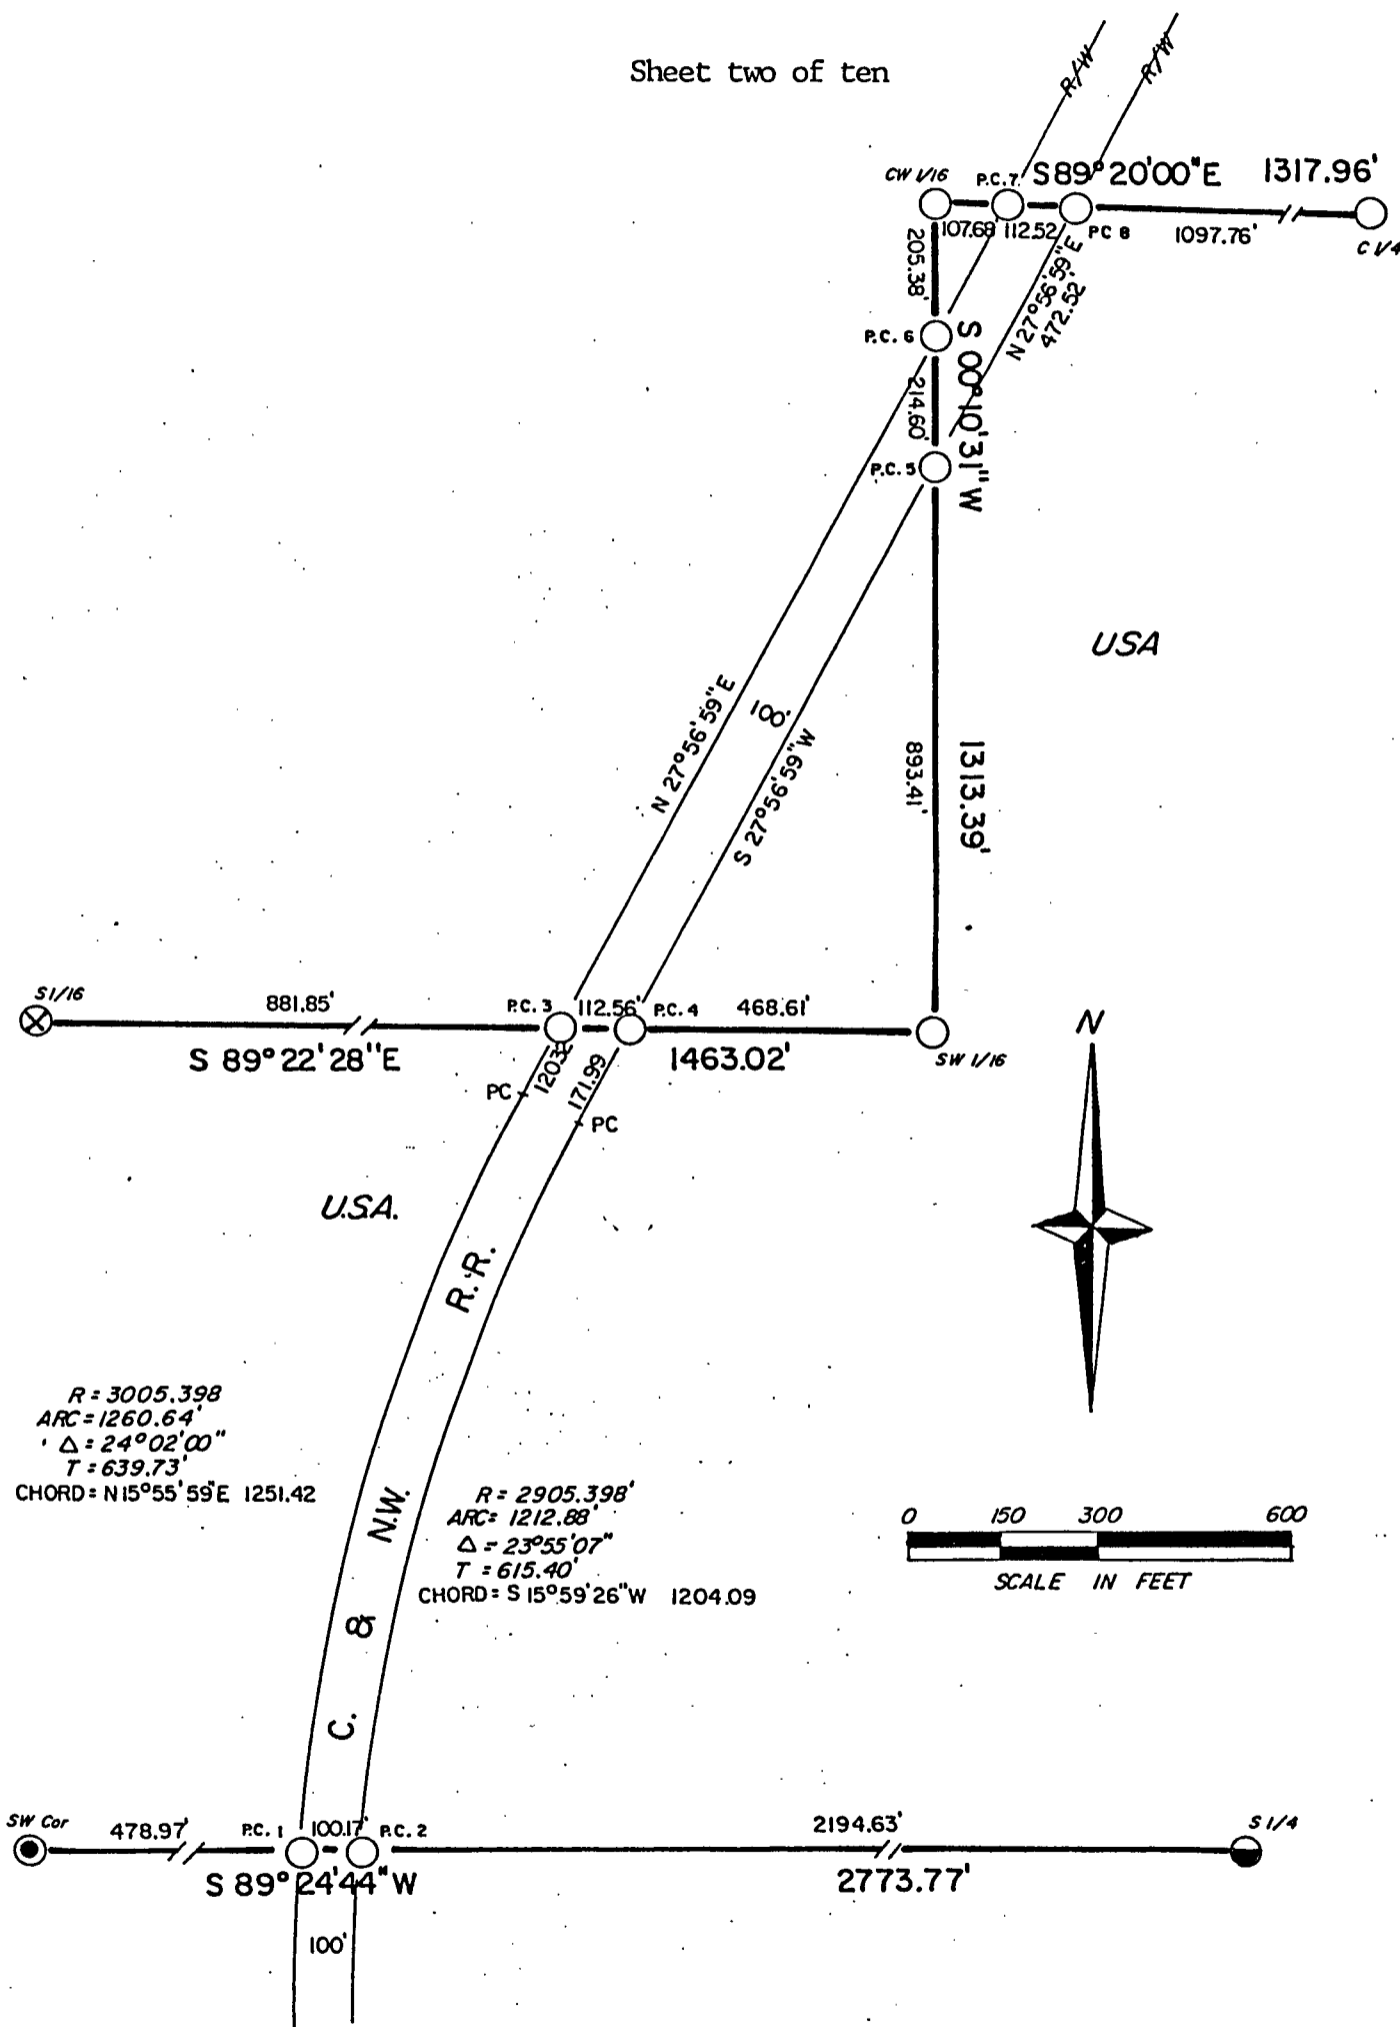 Sheet two of ten
R/W
R/W
CW 1/16
P.C. 7
S 89° 20' 00" E 1317.96'
107.68'
112.52
PC 8
1097.76'
C 1/4
205.38'
N 27° 56' 59" E
472.52'
P.C. 6
S 00° 10' 31" W
214.60'
P.C. 5
USA
N 27° 56' 59" E
100'
S 27° 56' 59" W
893.41'
1313.39'
S 1/16
881.85'
P.C. 3
112.56'
P.C. 4
468.61'
S 89° 22' 28" E
1463.02'
SW 1/16
N
PC
171.99
PC
U.S.A.
R.R.
R = 3005.398
ARC = 1260.64'
Δ = 24° 02' 00"
T = 639.73'
CHORD = N 15° 55' 59" E 1251.42
N.W.
R = 2905.398'
ARC = 1212.88'
Δ = 23° 55' 07"
T = 615.40'
CHORD = S 15° 59' 26" W 1204.09
0 150 300 600
SCALE IN FEET
&
C.
SW Cor
478.97'
P.C. 1
100.17'
P.C. 2
2194.63'
S 1/4
S 89° 24' 44" W
2773.77'
100'